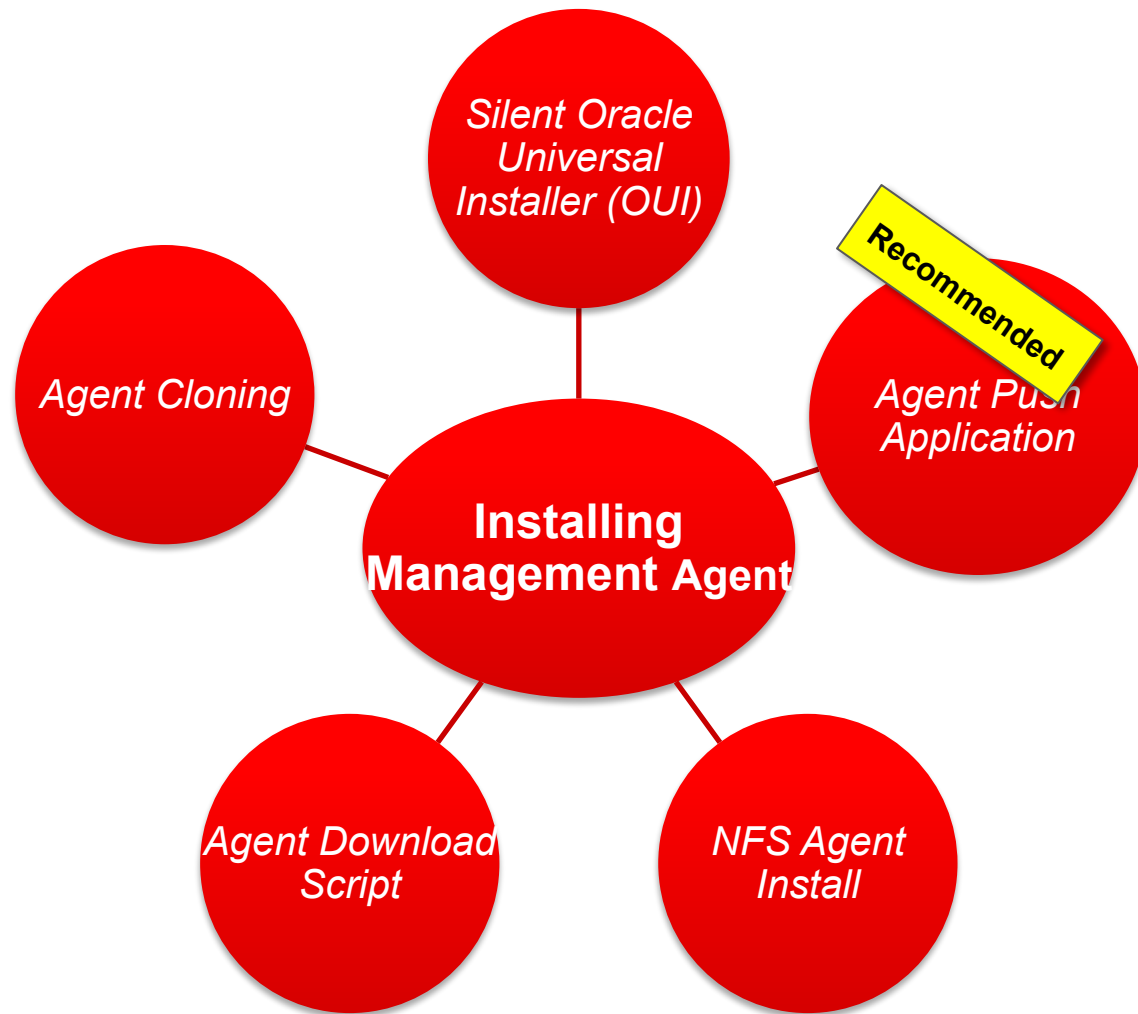 Silent Oracle
Universal
Installer (OUI)
Recommended
Agent Push
Application
Agent Cloning
Installing
Management Agent
Agent Download
Script
NFS Agent
Install